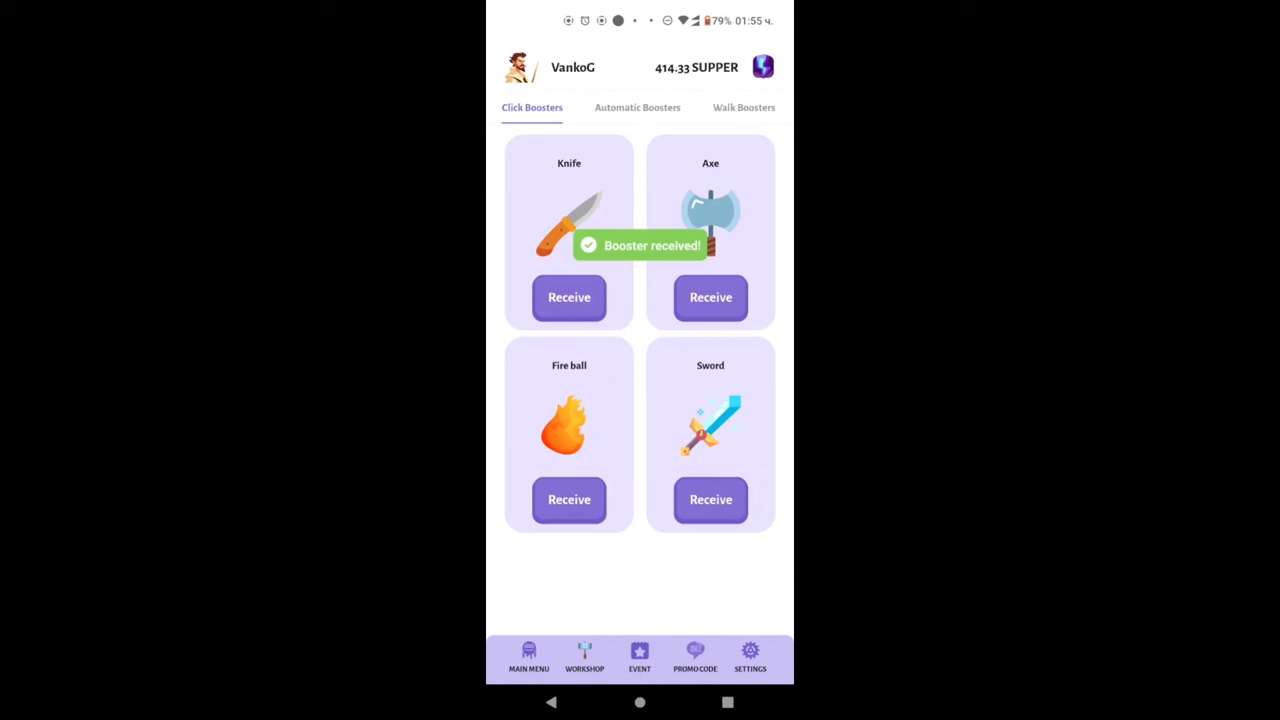 79% 01:55 ч.
VankoG 414.33 SUPPER
Click Boosters Automatic Boosters Walk Boosters
Knife Axe
Booster received!
Receive Receive
Fire ball Sword
Receive Receive
MAIN MENU WORKSHOP EVENT PROMO CODE SETTINGS